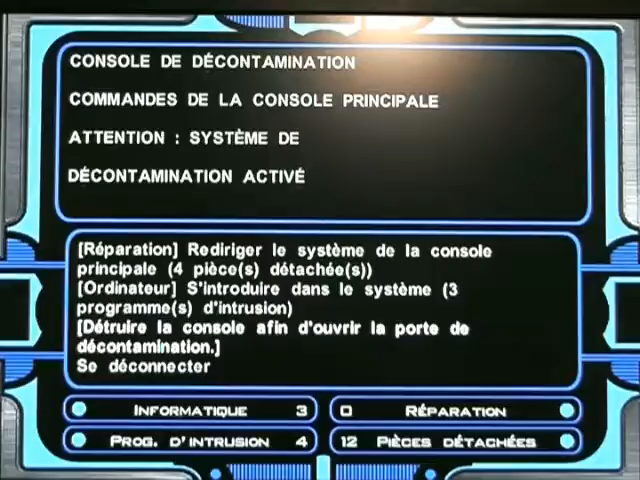 CONSOLE DE DÉCONTAMINATION
COMMANDES DE LA CONSOLE PRINCIPALE
ATTENTION : SYSTÈME DE
DÉCONTAMINATION ACTIVÉ
[Réparation] Rediriger le système de la console
principale (4 pièce(s) détachée(s))
[Ordinateur] S'introduire dans le système (3
programme(s) d'intrusion)
[Détruire la console afin d'ouvrir la porte de
décontamination.]
Se déconnecter
INFORMATIQUE 3
0 RÉPARATION
PROG. D'INTRUSION 4
12 PIÈCES DÉTACHÉES